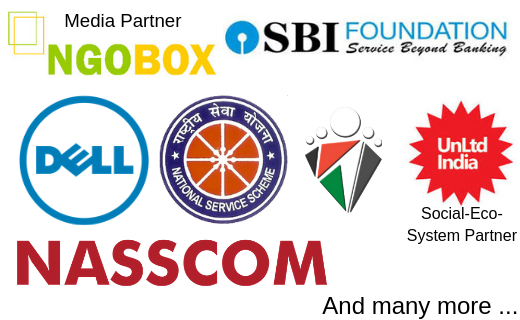 Media Partner
NGOBOX
SBI FOUNDATION
Service Beyond Banking
DELL
राष्ट्रीय सेवा योजना
NATIONAL SERVICE SCHEME
UnLtd
India
Social-Eco-
System Partner
NASSCOM
And many more ...